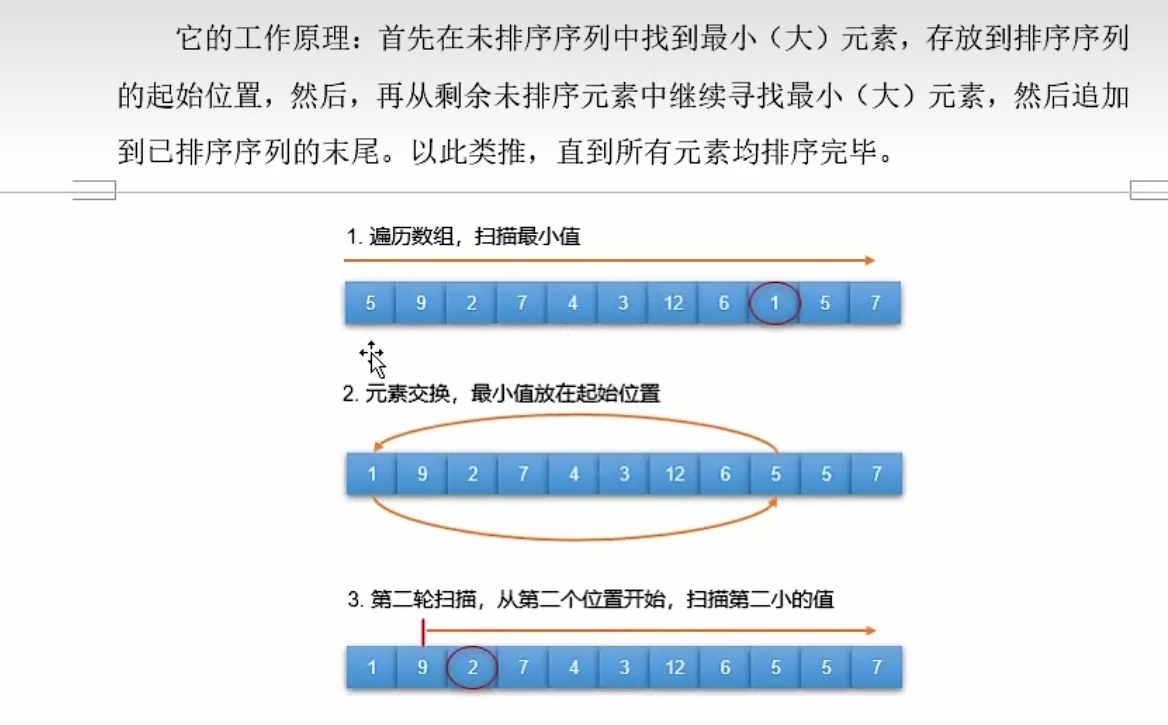 它的工作原理：首先在未排序序列中找到最小（大）元素，存放到排序序列
的起始位置，然后，再从剩余未排序元素中继续寻找最小（大）元素，然后追加
到已排序序列的末尾。以此类推，直到所有元素均排序完毕。
1. 遍历数组，扫描最小值
5 9 2 7 4 3 12 6 1 5 7
2. 元素交换，最小值放在起始位置
1 9 2 7 4 3 12 6 5 5 7
3. 第二轮扫描，从第二个位置开始，扫描第二小的值
1 9 2 7 4 3 12 6 5 5 7